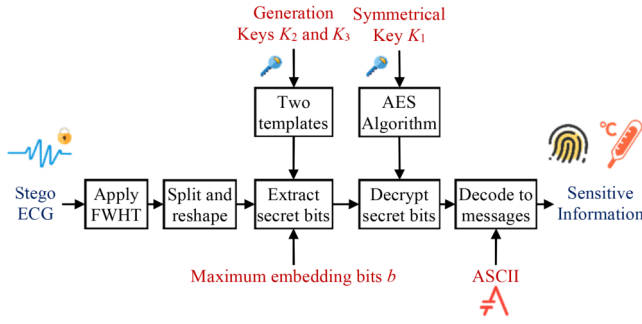 Generation
Keys K₂ and K₃
Symmetrical
Key K₁
Two
templates
AES
Algorithm
°C
Stego
ECG
Apply
FWHT
Split and
reshape
Extract
secret bits
Decrypt
secret bits
Decode to
messages
Sensitive
Information
Maximum embedding bits b
ASCII